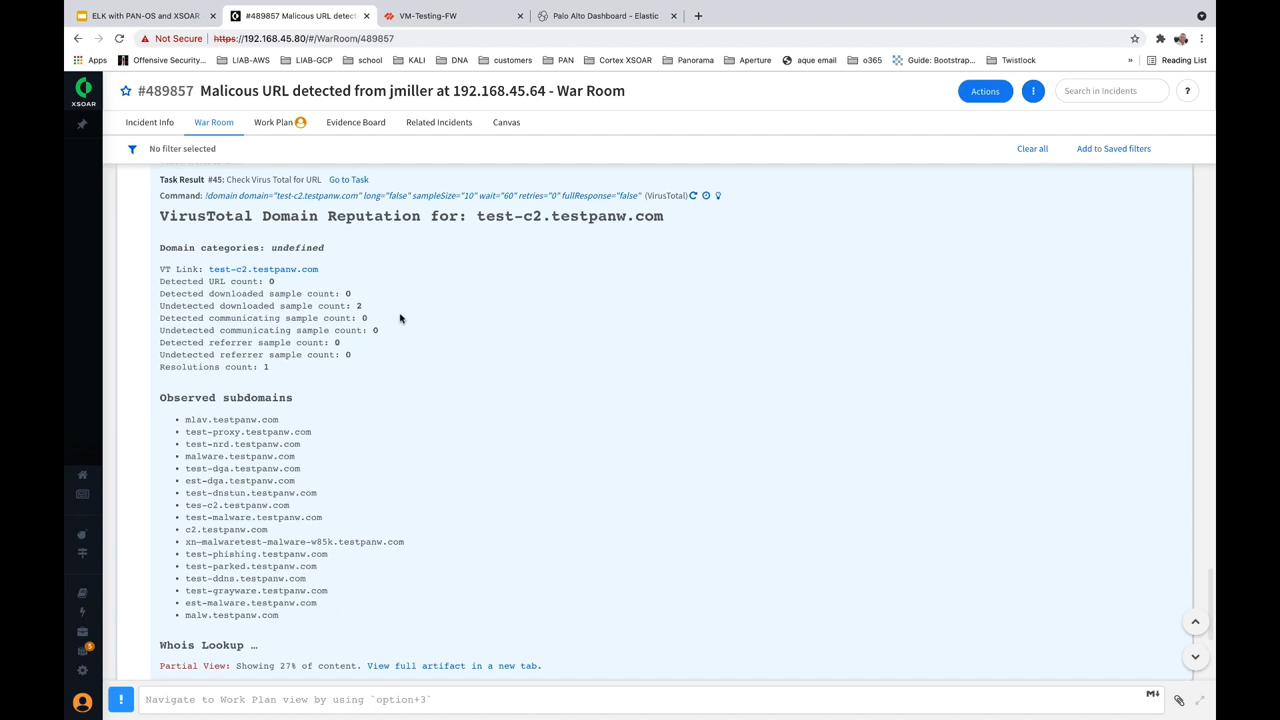 ELK with PAN-OS and XSOAR
#489857 Malicous URL detect
VM-Testing-FW
Palo Alto Dashboard - Elastic
Not Secure
https://192.168.45.80/#/WarRoom/489857
Apps
Offensive Security...
LIAB-AWS
LIAB-GCP
school
KALI
DNA
customers
PAN
Cortex XSOAR
Panorama
Aperture
aque email
o365
Guide: Bootstrap...
Twistlock
»
Reading List
XSOAR
#489857 Malicous URL detected from jmiller at 192.168.45.64 - War Room
Actions
Search in Incidents
?
Incident Info
War Room
Work Plan
Evidence Board
Related Incidents
Canvas
No filter selected
Clear all
Add to Saved filters
Task Result #45: Check Virus Total for URL Go to Task
Command: !domain domain="test-c2.testpanw.com" long="false" sampleSize="10" wait="60" retries="0" fullResponse="false" (VirusTotal)
VirusTotal Domain Reputation for: test-c2.testpanw.com
Domain categories: undefined
VT Link: test-c2.testpanw.com
Detected URL count: 0
Detected downloaded sample count: 0
Undetected downloaded sample count: 2
Detected communicating sample count: 0
Undetected communicating sample count: 0
Detected referrer sample count: 0
Undetected referrer sample count: 0
Resolutions count: 1
Observed subdomains
• mlav.testpanw.com
• test-proxy.testpanw.com
• test-nrd.testpanw.com
• malware.testpanw.com
• test-dga.testpanw.com
• est-dga.testpanw.com
• test-dnstun.testpanw.com
• tes-c2.testpanw.com
• test-malware.testpanw.com
• c2.testpanw.com
• xn—malwaretest-malware-w85k.testpanw.com
• test-phishing.testpanw.com
• test-parked.testpanw.com
• test-ddns.testpanw.com
• test-grayware.testpanw.com
• est-malware.testpanw.com
• malw.testpanw.com
Whois Lookup …
Partial View: Showing 27% of content. View full artifact in a new tab.
5
!
Navigate to Work Plan view by using `option+3`
M↓